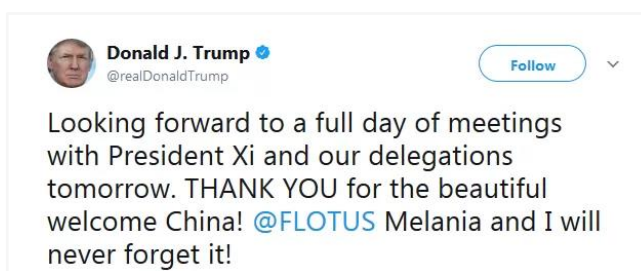 Donald J. Trump
@realDonaldTrump
Follow
Looking forward to a full day of meetings
with President Xi and our delegations
tomorrow. THANK YOU for the beautiful
welcome China! @FLOTUS Melania and I will
never forget it!